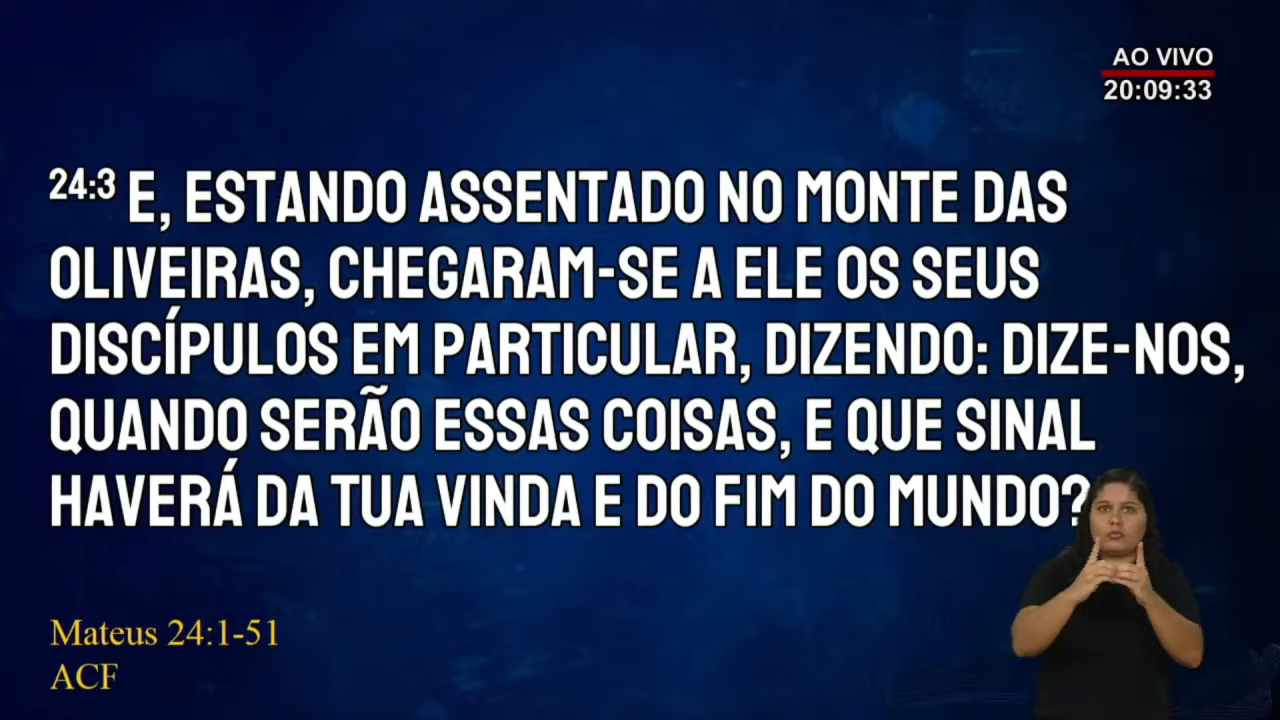 AO VIVO
20:09:33
24:3 E, ESTANDO ASSENTADO NO MONTE DAS
OLIVEIRAS, CHEGARAM-SE A ELE OS SEUS
DISCÍPULOS EM PARTICULAR, DIZENDO: DIZE-NOS,
QUANDO SERÃO ESSAS COISAS, E QUE SINAL
HAVERÁ DA TUA VINDA E DO FIM DO MUNDO?
Mateus 24:1-51
ACF